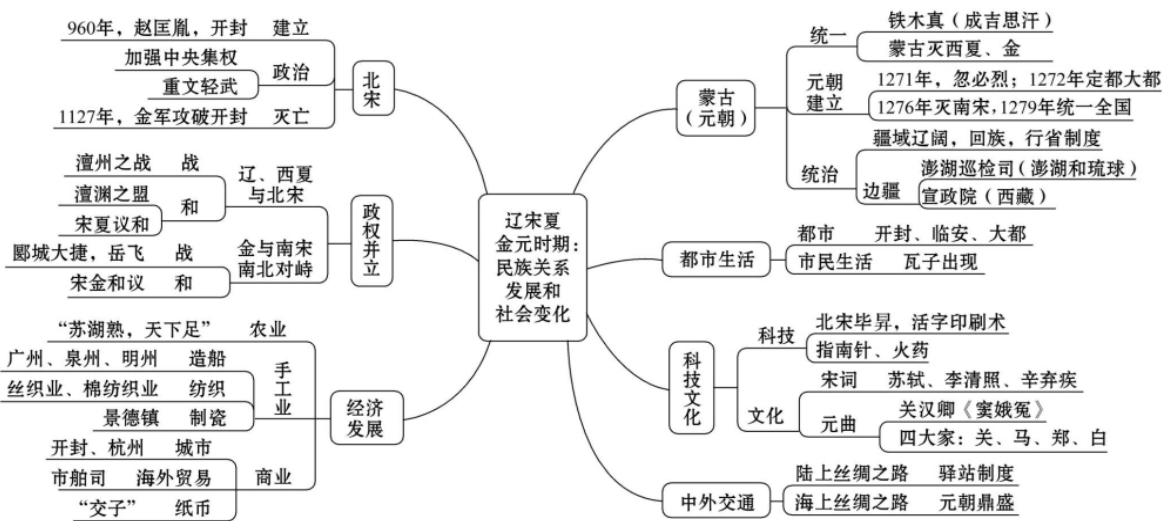 辽宋夏
金元时期:
民族关系
发展和
社会变化
北宋
960年，赵匡胤，开封 建立
政治
加强中央集权
重文轻武
1127年，金军攻破开封 灭亡
政权并立
辽、西夏
与北宋
澶州之战 战
和
澶渊之盟
宋夏议和
金与南宋
南北对峙
郾城大捷，岳飞 战
宋金和议 和
经济
发展
“苏湖熟，天下足” 农业
手工业
广州、泉州、明州 造船
丝织业、棉纺织业 纺织
景德镇 制瓷
商业
开封、杭州 城市
市舶司 海外贸易
“交子” 纸币
蒙古
（元朝）
统一
铁木真（成吉思汗）
蒙古灭西夏、金
元朝
建立
1271年，忽必烈；1272年定都大都
1276年灭南宋，1279年统一全国
统治
疆域辽阔，回族，行省制度
边疆
澎湖巡检司（澎湖和琉球）
宣政院（西藏）
都市生活
都市 开封、临安、大都
市民生活 瓦子出现
科技文化
科技
北宋毕昇，活字印刷术
指南针、火药
文化
宋词 苏轼、李清照、辛弃疾
元曲
关汉卿《窦娥冤》
四大家：关、马、郑、白
中外交通
陆上丝绸之路 驿站制度
海上丝绸之路 元朝鼎盛